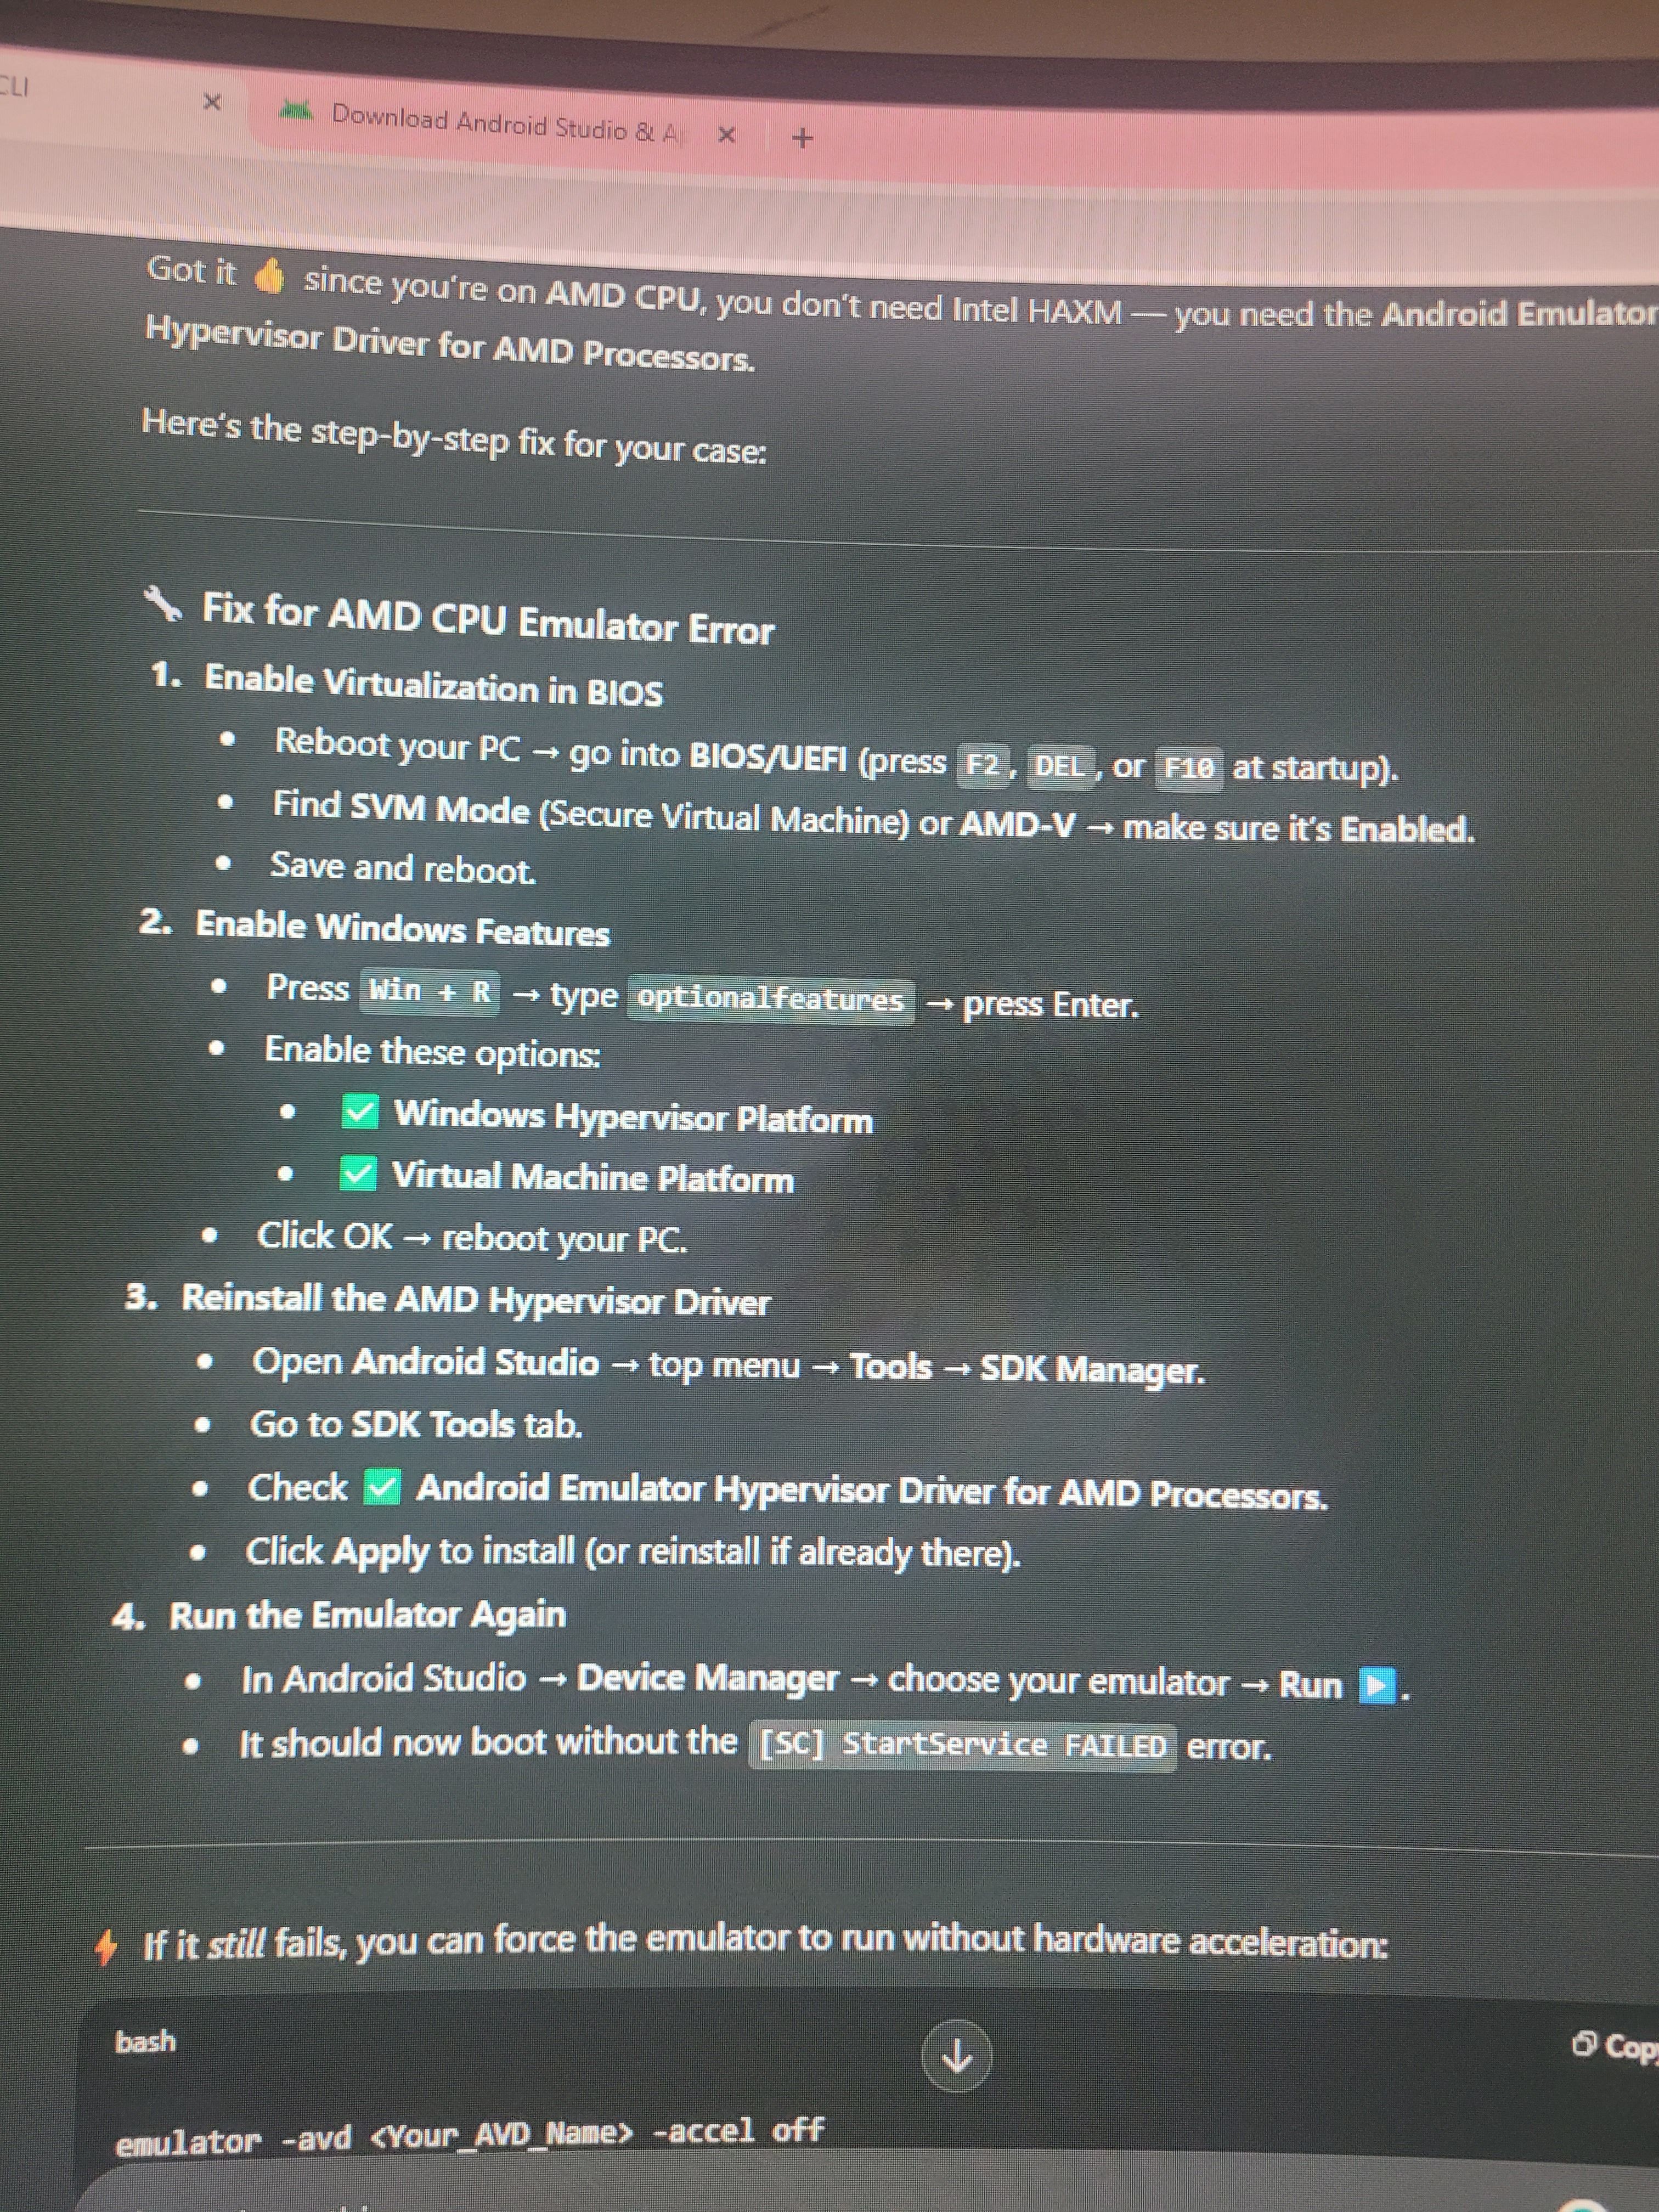 CLI
Download Android Studio & A
Got it 👍 since you're on AMD CPU, you don't need Intel HAXM — you need the Android Emulator
Hypervisor Driver for AMD Processors.
Here's the step-by-step fix for your case:
🔧 Fix for AMD CPU Emulator Error
1. Enable Virtualization in BIOS
• Reboot your PC → go into BIOS/UEFI (press F2, DEL, or F10 at startup).
• Find SVM Mode (Secure Virtual Machine) or AMD-V → make sure it's Enabled.
• Save and reboot.
2. Enable Windows Features
• Press Win + R → type optionalfeatures → press Enter.
• Enable these options:
• ✅ Windows Hypervisor Platform
• ✅ Virtual Machine Platform
• Click OK → reboot your PC.
3. Reinstall the AMD Hypervisor Driver
• Open Android Studio → top menu → Tools → SDK Manager.
• Go to SDK Tools tab.
• Check ✅ Android Emulator Hypervisor Driver for AMD Processors.
• Click Apply to install (or reinstall if already there).
4. Run the Emulator Again
• In Android Studio → Device Manager → choose your emulator → Run ▶️.
• It should now boot without the [SC] StartService FAILED error.
⚡ If it still fails, you can force the emulator to run without hardware acceleration:
bash
Copy
emulator -avd <Your_AVD_Name> -accel off